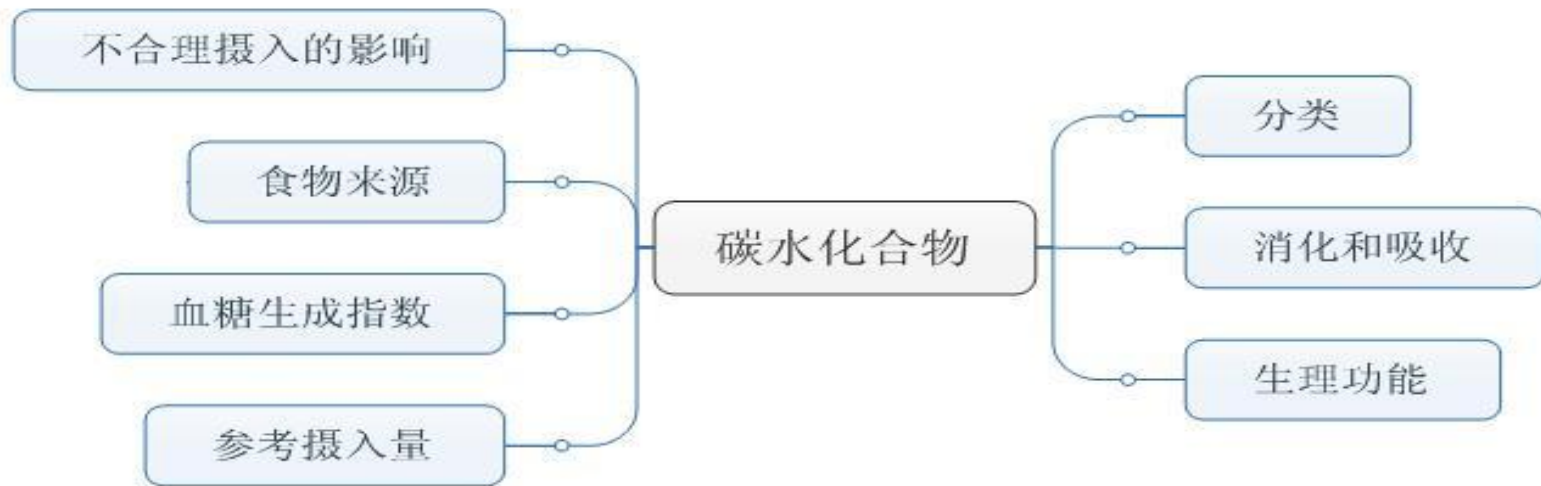 不合理摄入的影响
食物来源
血糖生成指数
参考摄入量
碳水化合物
分类
消化和吸收
生理功能